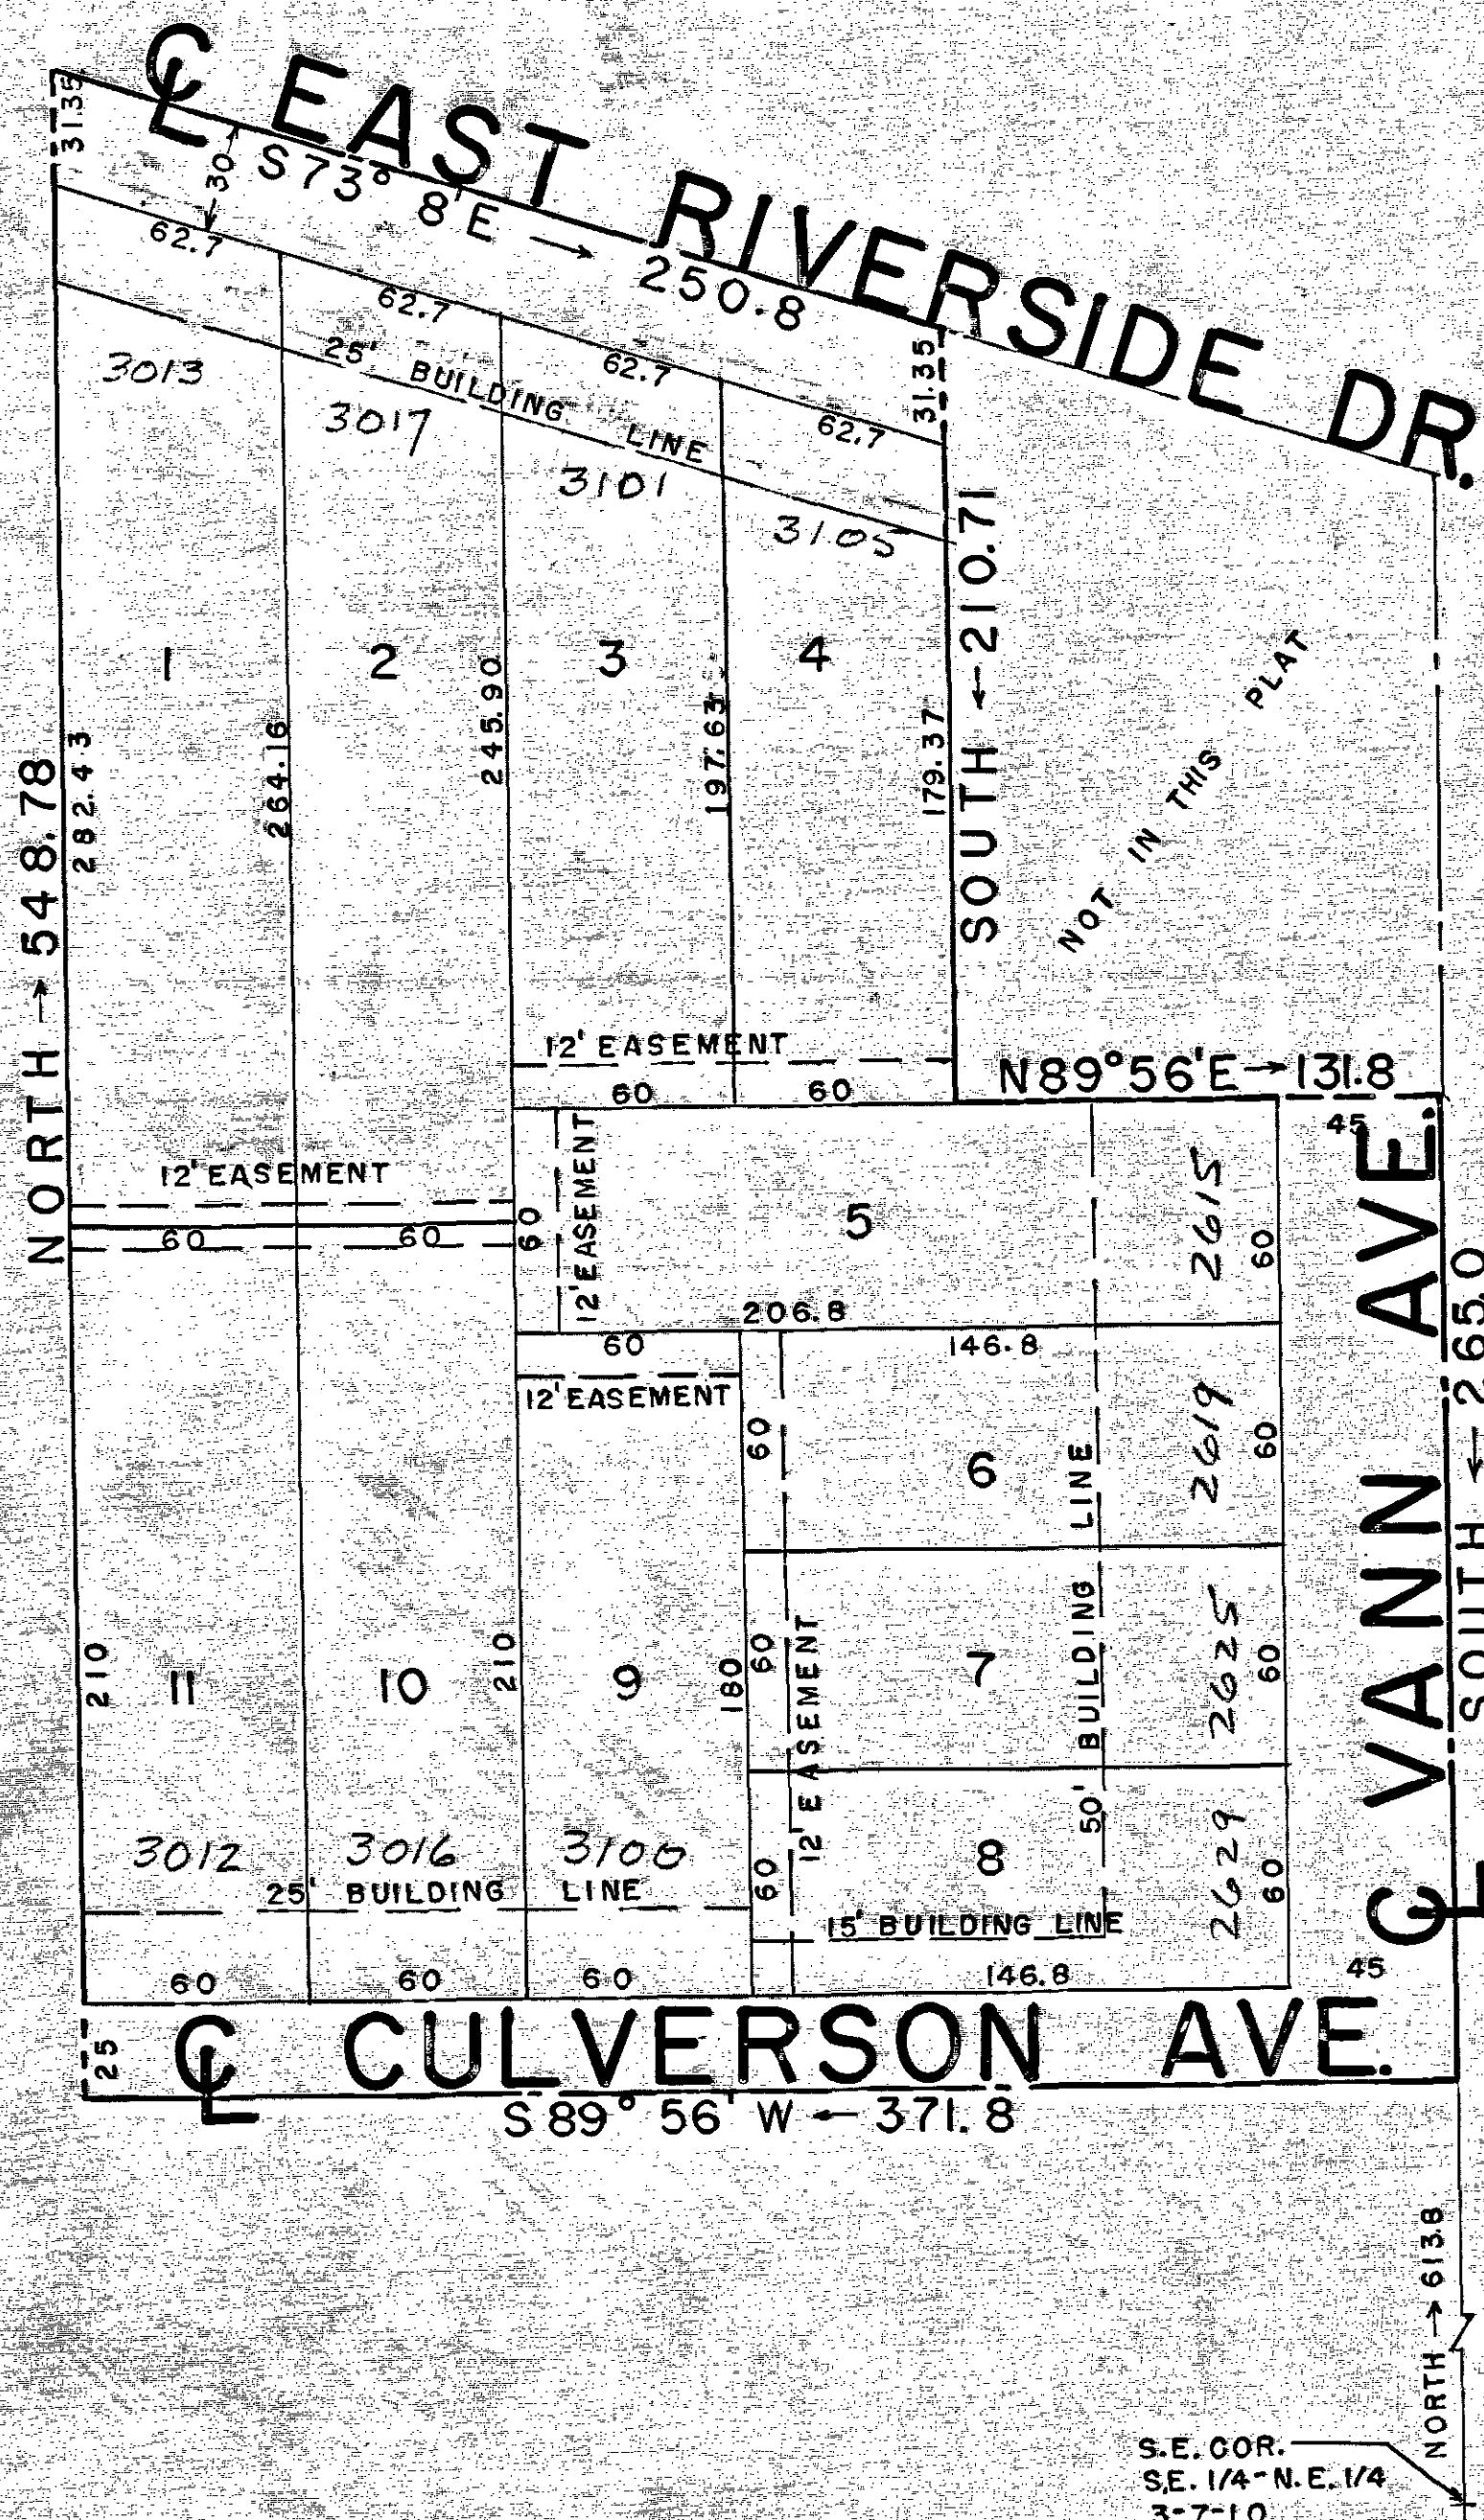 ℄ EAST RIVERSIDE DR.
31.35
30
S 73° 8' E → 250.8
62.7
62.7
62.7
62.7
31.35
25' BUILDING LINE
3013
3017
3101
3105
1
2
3
4
NORTH → 548.78
282.43
264.16
245.90
197.63
179.37
SOUTH ← 210.71
NOT IN THIS PLAT
12' EASEMENT
60
60
N 89° 56' E → 131.8
45
12' EASEMENT
60
60
60
12' EASEMENT
5
2615
60
206.8
60
146.8
12' EASEMENT
60
6
2619
60
℄ VANN AVE.
SOUTH ← 265.0
210
11
10
210
9
180
60
12' EASEMENT
7
50' BUILDING LINE
2625
60
3012
3016
3100
25' BUILDING LINE
60
8
2629
60
15' BUILDING LINE
60
60
60
146.8
45
25
℄ CULVERSON AVE.
S 89° 56' W ← 371.8
NORTH → 613.8
S.E. COR.
S.E. 1/4 - N.E. 1/4
3-7-10